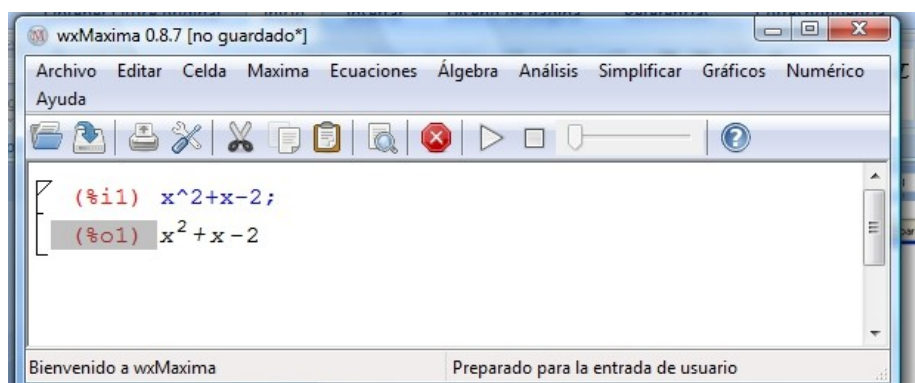 wxMaxima 0.8.7 [no guardado*]
Archivo Editar Celda Maxima Ecuaciones Álgebra Análisis Simplificar Gráficos Numérico
Ayuda
(%i1) x^2+x-2;
(%o1) x²+x-2
Bienvenido a wxMaxima Preparado para la entrada de usuario